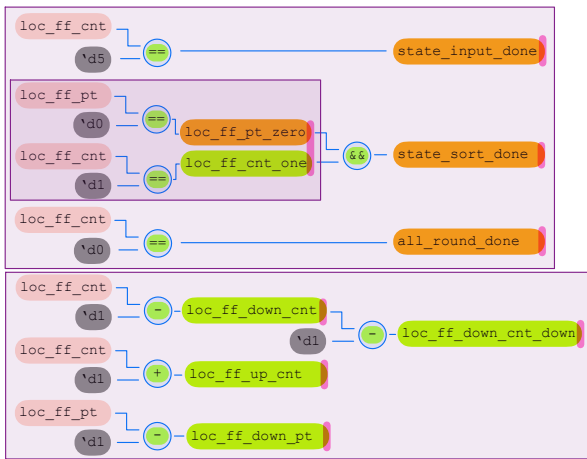 loc_ff_cnt
‘d5 == state_input_done
loc_ff_pt
‘d0 == loc_ff_pt_zero
loc_ff_cnt
‘d1 == loc_ff_cnt_one && state_sort_done
loc_ff_cnt
‘d0 == all_round_done
loc_ff_cnt
‘d1 - loc_ff_down_cnt
‘d1 - loc_ff_down_cnt_down
loc_ff_cnt
‘d1 + loc_ff_up_cnt
loc_ff_pt
‘d1 - loc_ff_down_pt